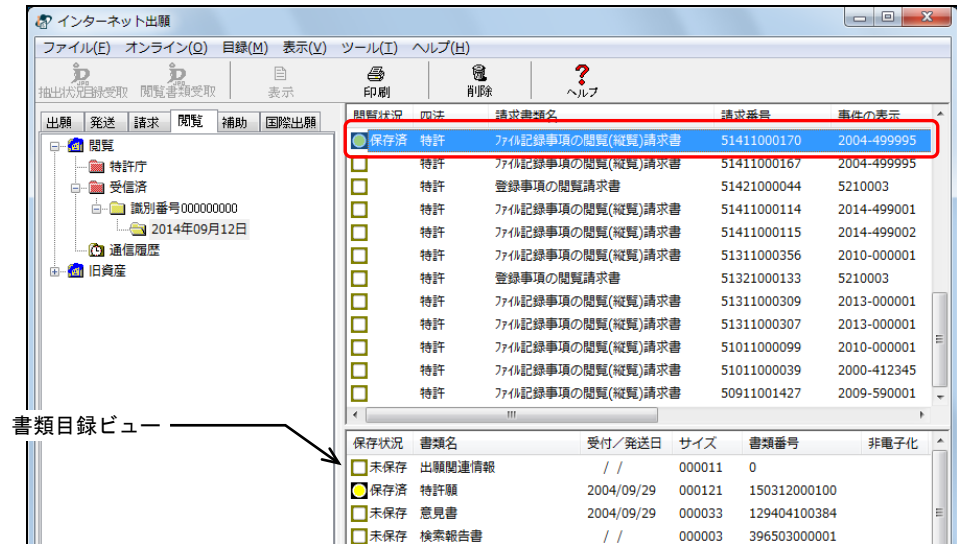 インターネット出願
ファイル(F) オンライン(O) 目録(M) 表示(V) ツール(T) ヘルプ(H)
抽出状況目録受取 閲覧書類受取 表示 印刷 削除 ヘルプ
出願 発送 請求 閲覧 補助 国際出願
閲覧
特許庁
受信済
識別番号000000000
2014年09月12日
通信履歴
旧資産
書類目録ビュー
閲覧状況 四法 請求書類名 請求番号 事件の表示
保存済 特許 ファイル記録事項の閲覧(縦覧)請求書 51411000170 2004-499995
特許 ファイル記録事項の閲覧(縦覧)請求書 51411000167 2004-499995
特許 登録事項の閲覧請求書 51421000044 5210003
特許 ファイル記録事項の閲覧(縦覧)請求書 51411000114 2014-499001
特許 ファイル記録事項の閲覧(縦覧)請求書 51411000115 2014-499002
特許 ファイル記録事項の閲覧(縦覧)請求書 51311000356 2010-000001
特許 登録事項の閲覧請求書 51321000133 5210003
特許 ファイル記録事項の閲覧(縦覧)請求書 51311000309 2013-000001
特許 ファイル記録事項の閲覧(縦覧)請求書 51311000307 2013-000001
特許 ファイル記録事項の閲覧(縦覧)請求書 51011000099 2010-000001
特許 ファイル記録事項の閲覧(縦覧)請求書 51011000039 2000-412345
特許 ファイル記録事項の閲覧(縦覧)請求書 50911001427 2009-590001
保存状況 書類名 受付/発送日 サイズ 書類番号 非電子化
未保存 出願関連情報 / / 000011 0
保存済 特許願 2004/09/29 000121 150312000100
未保存 意見書 2004/09/29 000033 129404100384
未保存 検索報告書 / / 000003 396503000001